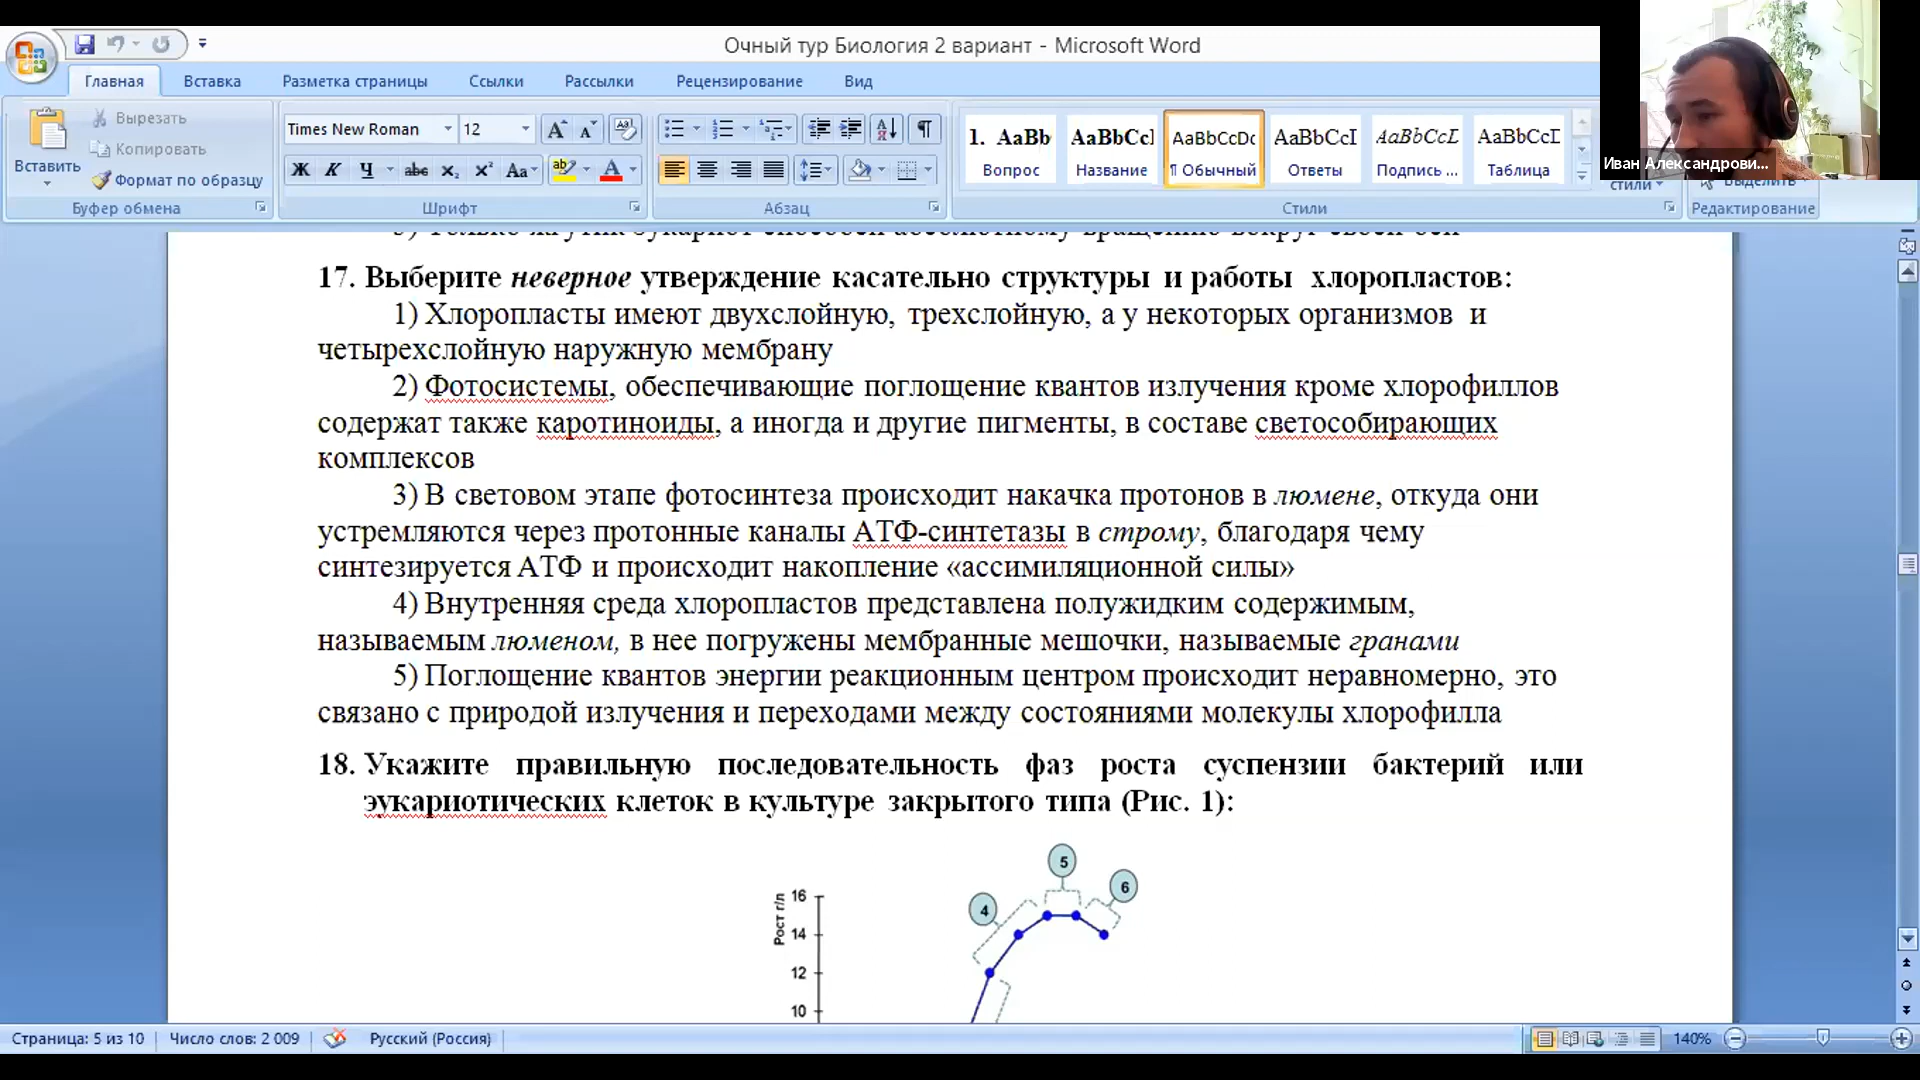 Очный тур Биология 2 вариант - Microsoft Word
Главная Вставка Разметка страницы Ссылки Рассылки Рецензирование Вид
Вставить
Вырезать
Копировать
Формат по образцу
Буфер обмена
Times New Roman 12
Ж К Ч abc x₂ x² Aa ab A
Шрифт
Абзац
1. AaBb AaBbCcI AaBbCcDc AaBbCcI AaBbCcL AaBbCcI
Вопрос Название ¶ Обычный Ответы Подпись ... Таблица
Стили
стили Выделить
Редактирование
Иван Александрови...
17. Выберите неверное утверждение касательно структуры и работы хлоропластов:
1) Хлоропласты имеют двухслойную, трехслойную, а у некоторых организмов и
четырехслойную наружную мембрану
2) Фотосистемы, обеспечивающие поглощение квантов излучения кроме хлорофиллов
содержат также каротиноиды, а иногда и другие пигменты, в составе светособирающих
комплексов
3) В световом этапе фотосинтеза происходит накачка протонов в люмене, откуда они
устремляются через протонные каналы АТФ-синтетазы в строму, благодаря чему
синтезируется АТФ и происходит накопление «ассимиляционной силы»
4) Внутренняя среда хлоропластов представлена полужидким содержимым,
называемым люменом, в нее погружены мембранные мешочки, называемые гранами
5) Поглощение квантов энергии реакционным центром происходит неравномерно, это
связано с природой излучения и переходами между состояниями молекулы хлорофилла
18. Укажите правильную последовательность фаз роста суспензии бактерий или
эукариотических клеток в культуре закрытого типа (Рис. 1):
Рост г/л
16
14
12
10
4
5
6
Страница: 5 из 10 Число слов: 2 009 Русский (Россия) 140%